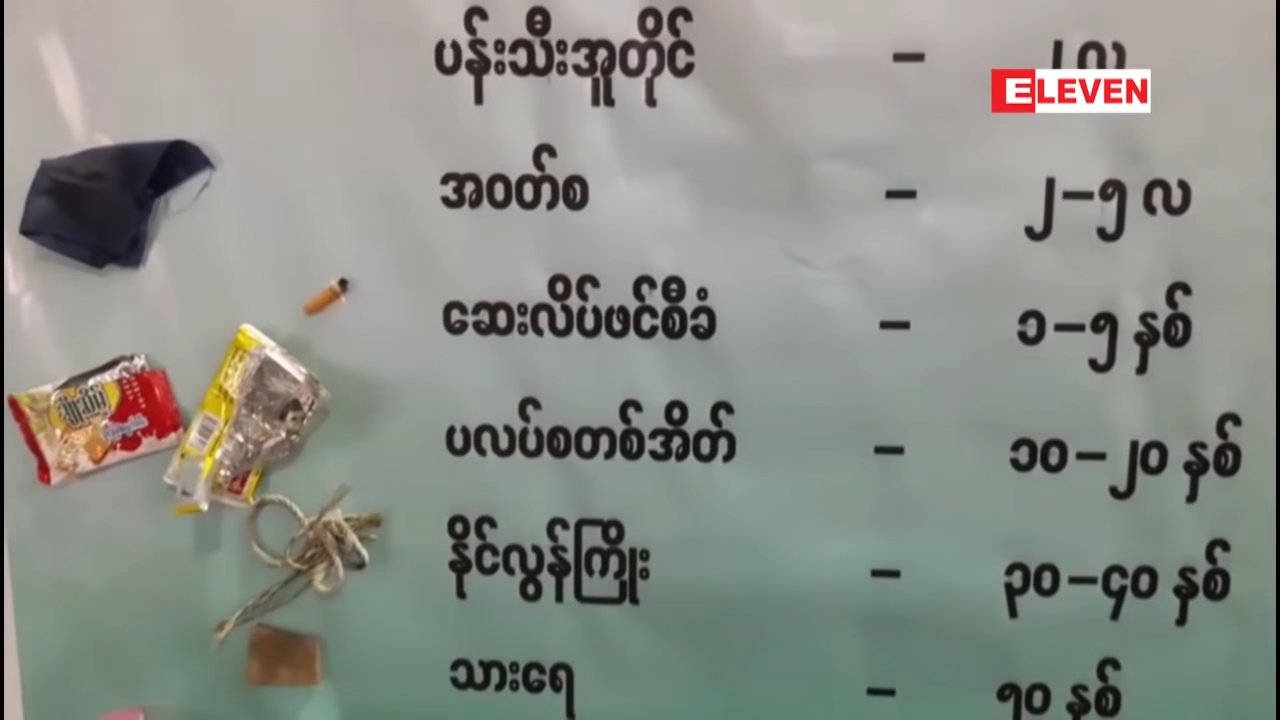 ပန်းသီးအူတိုင် - ၂ လ
ELEVEN
အဝတ်စ - ၂-၅ လ
ဆေးလိပ်ဖင်စီခံ - ၁-၅ နှစ်
ပလပ်စတစ်အိတ် - ၁၀-၂၀ နှစ်
နိုင်လွန်ကြိုး - ၃၀-၄၀ နှစ်
သားရေ - ၅၀ နှစ်